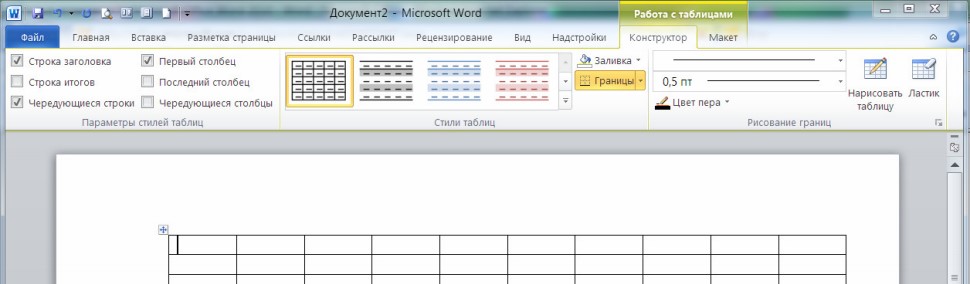 Документ2 - Microsoft Word
Работа с таблицами
Файл Главная Вставка Разметка страницы Ссылки Рассылки Рецензирование Вид Надстройки Конструктор Макет
Строка заголовка Первый столбец
Строка итогов Последний столбец
Чередующиеся строки Чередующиеся столбцы
Параметры стилей таблиц
Стили таблиц
Заливка
Границы
0,5 пт
Цвет пера
Нарисовать таблицу
Ластик
Рисование границ